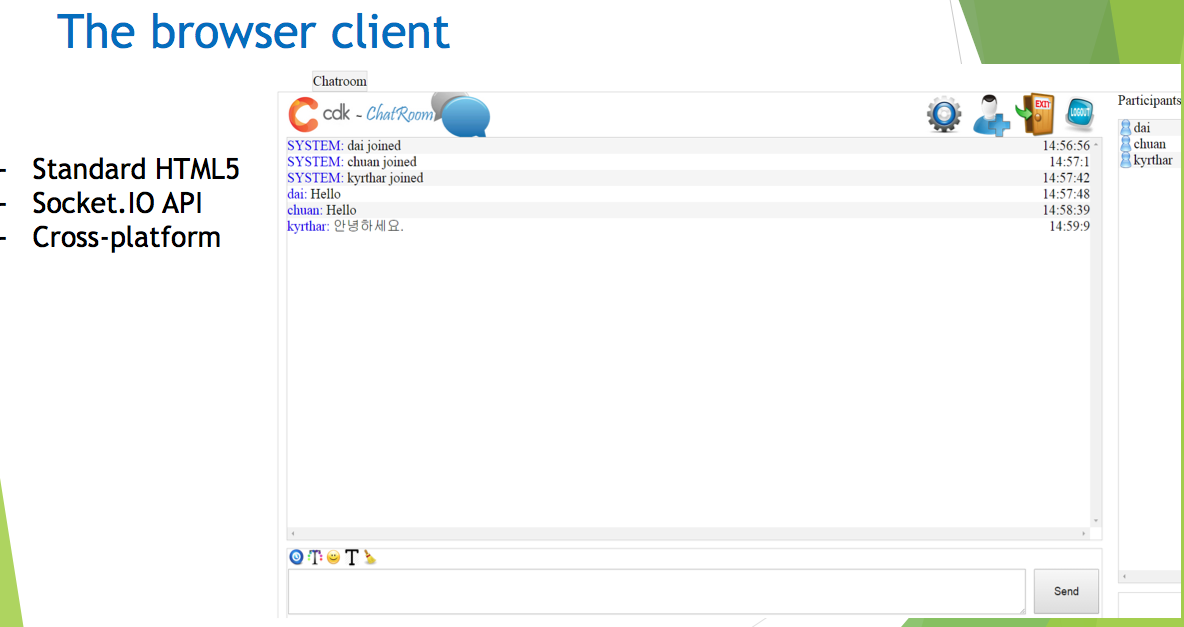 The browser client
- Standard HTML5
- Socket.IO API
- Cross-platform
Chatroom
cdk ~ ChatRoom
EXIT
LOGOUT
SYSTEM: dai joined 14:56:56
SYSTEM: chuan joined 14:57:1
SYSTEM: kyrthar joined 14:57:42
dai: Hello 14:57:48
chuan: Hello 14:58:39
kyrthar: 안녕하세요. 14:59:9
Participants
dai
chuan
kyrthar
T T
Send